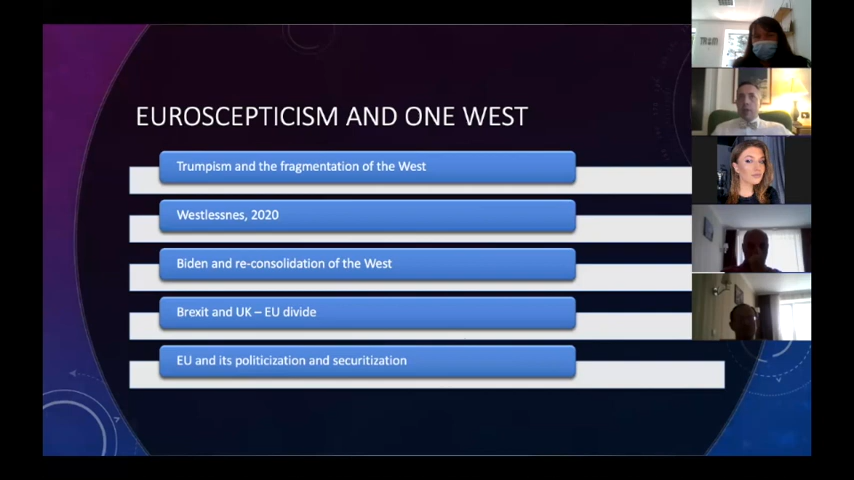 EUROSCEPTICISM AND ONE WEST
Trumpism and the fragmentation of the West
Westlessnes, 2020
Biden and re-consolidation of the West
Brexit and UK – EU divide
EU and its politicization and securitization